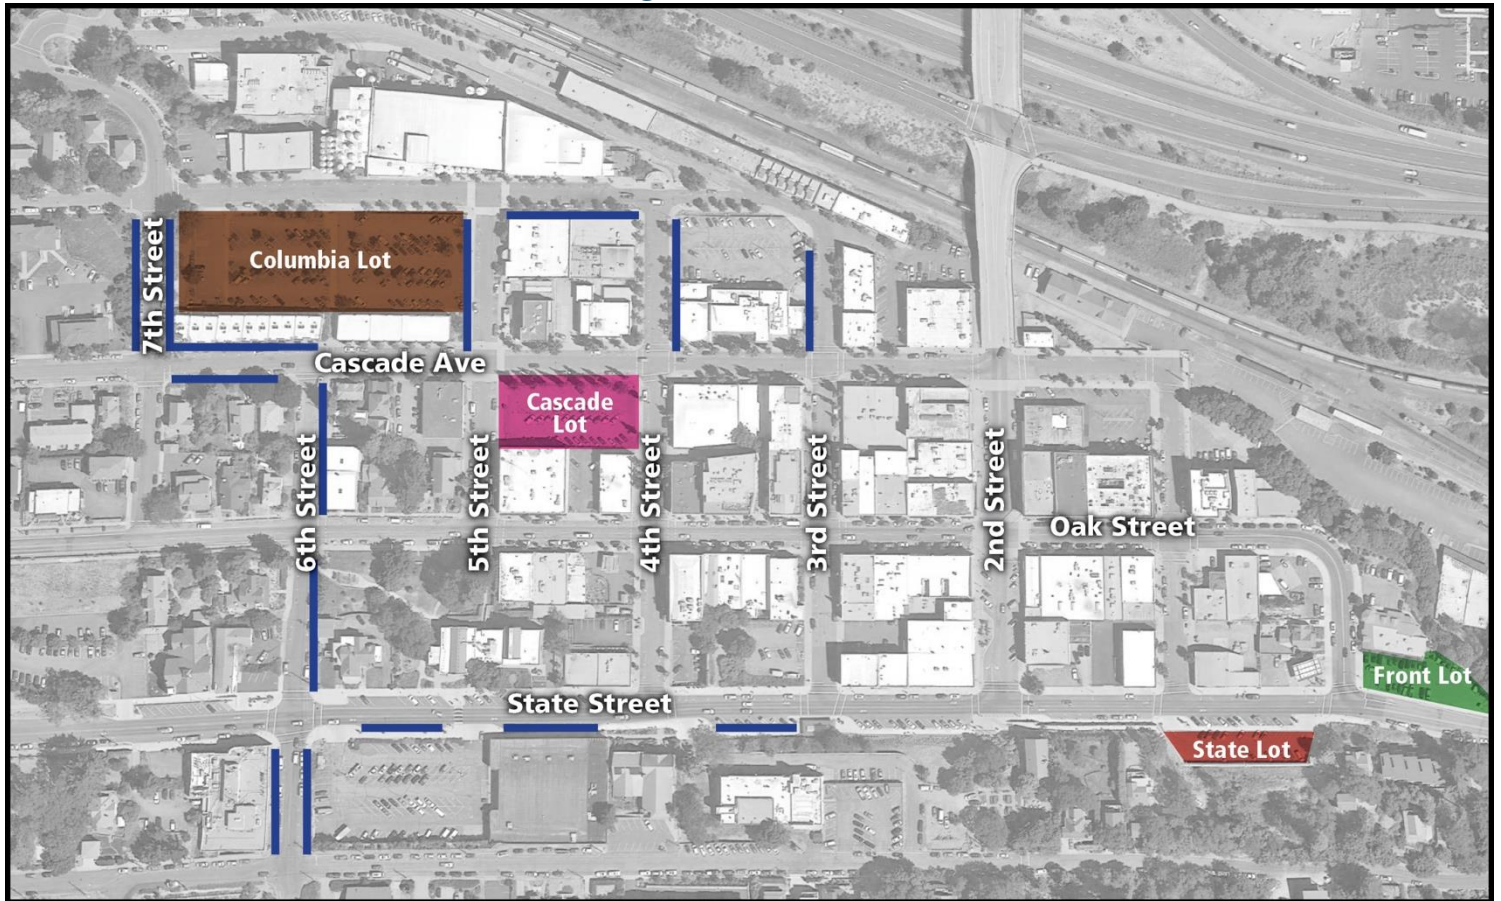 7th Street
Columbia Lot
Cascade Ave
Cascade
Lot
6th Street
5th Street
4th Street
3rd Street
2nd Street
Oak Street
State Street
Front Lot
State Lot